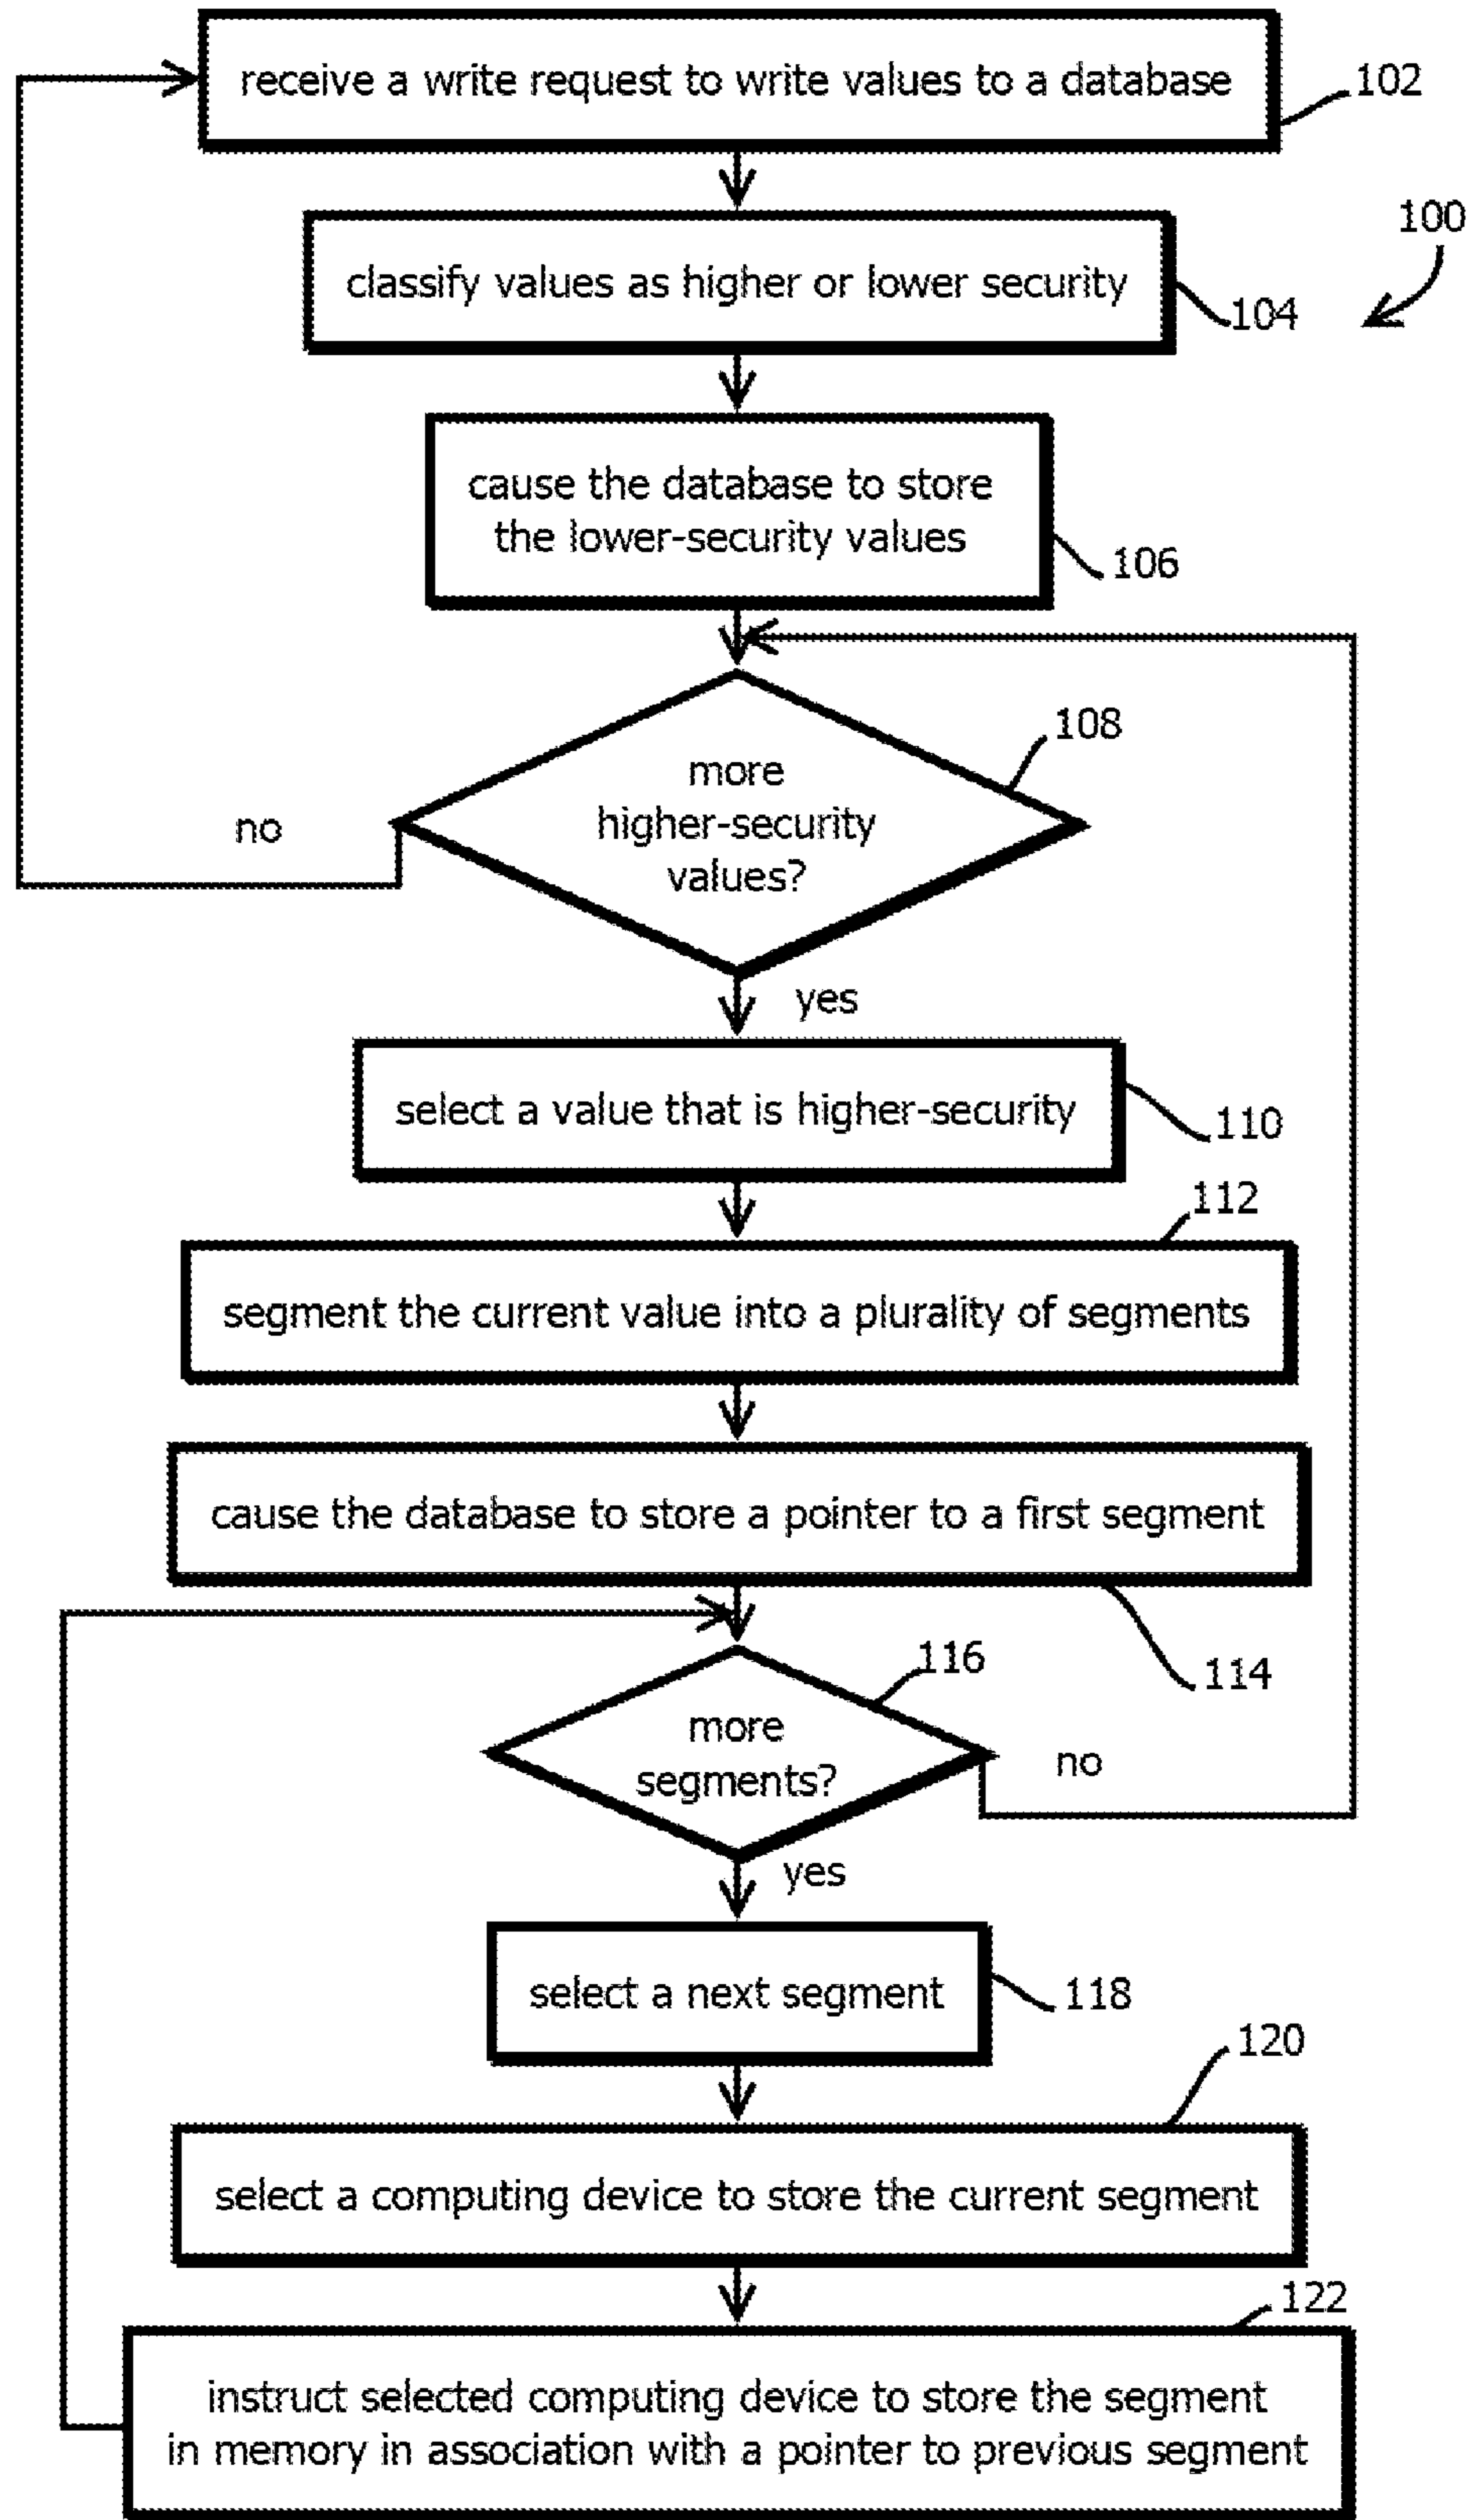 receive a write request to write values to a database
102
100
classify values as higher or lower security
104
cause the database to store
the lower-security values
106
108
more
higher-security
values?
no
yes
select a value that is higher-security
110
112
segment the current value into a plurality of segments
cause the database to store a pointer to a first segment
114
116
more
segments?
no
yes
select a next segment
118
120
select a computing device to store the current segment
122
instruct selected computing device to store the segment
in memory in association with a pointer to previous segment